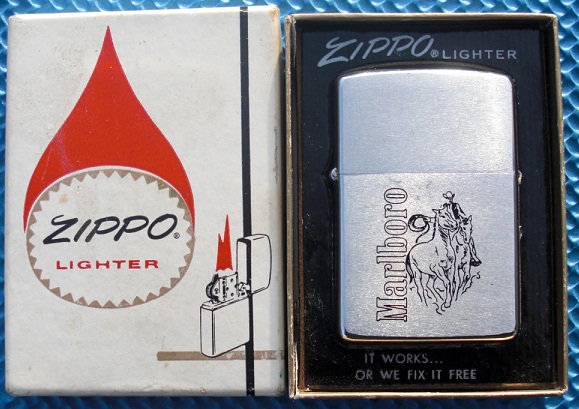 ZIPPO®
LIGHTER
ZIPPO® LIGHTER
Marlboro
IT WORKS...
OR WE FIX IT FREE